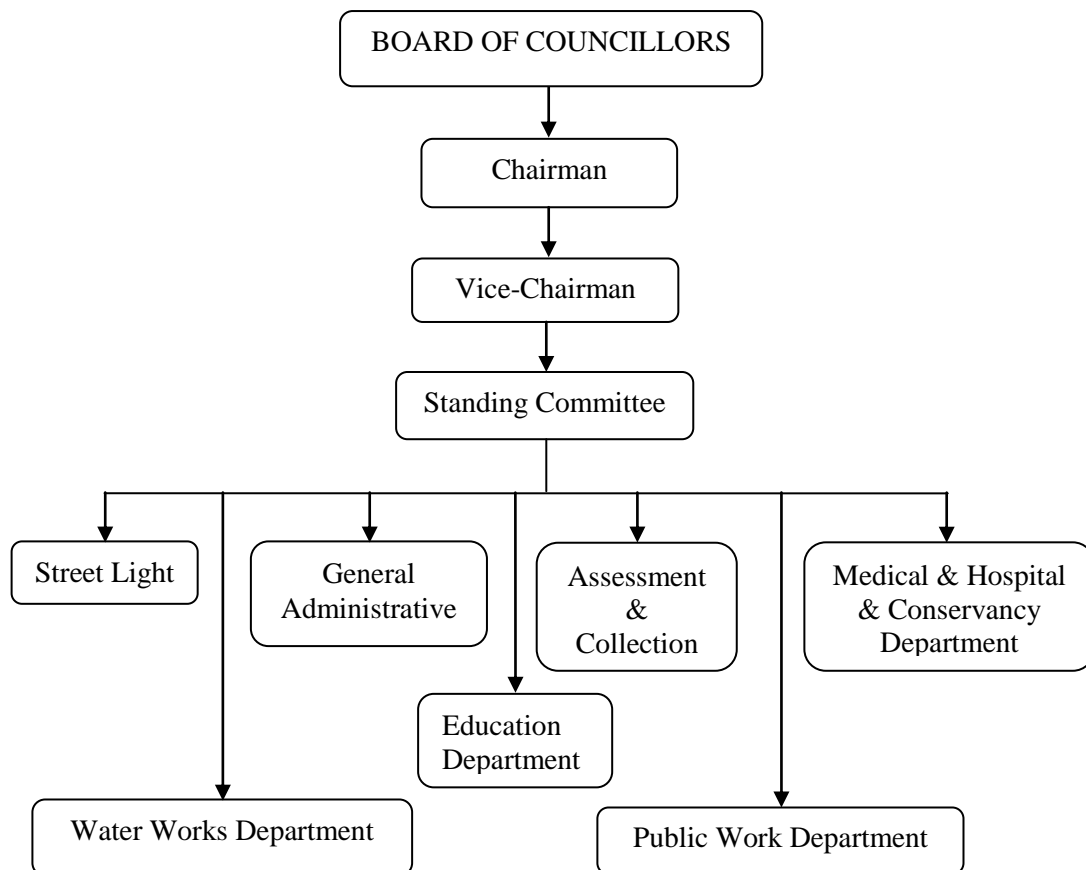 BOARD OF COUNCILLORS
Chairman
Vice-Chairman
Standing Committee
Street Light
General
Administrative
Assessment
&
Collection
Medical & Hospital
& Conservancy
Department
Education
Department
Water Works Department
Public Work Department